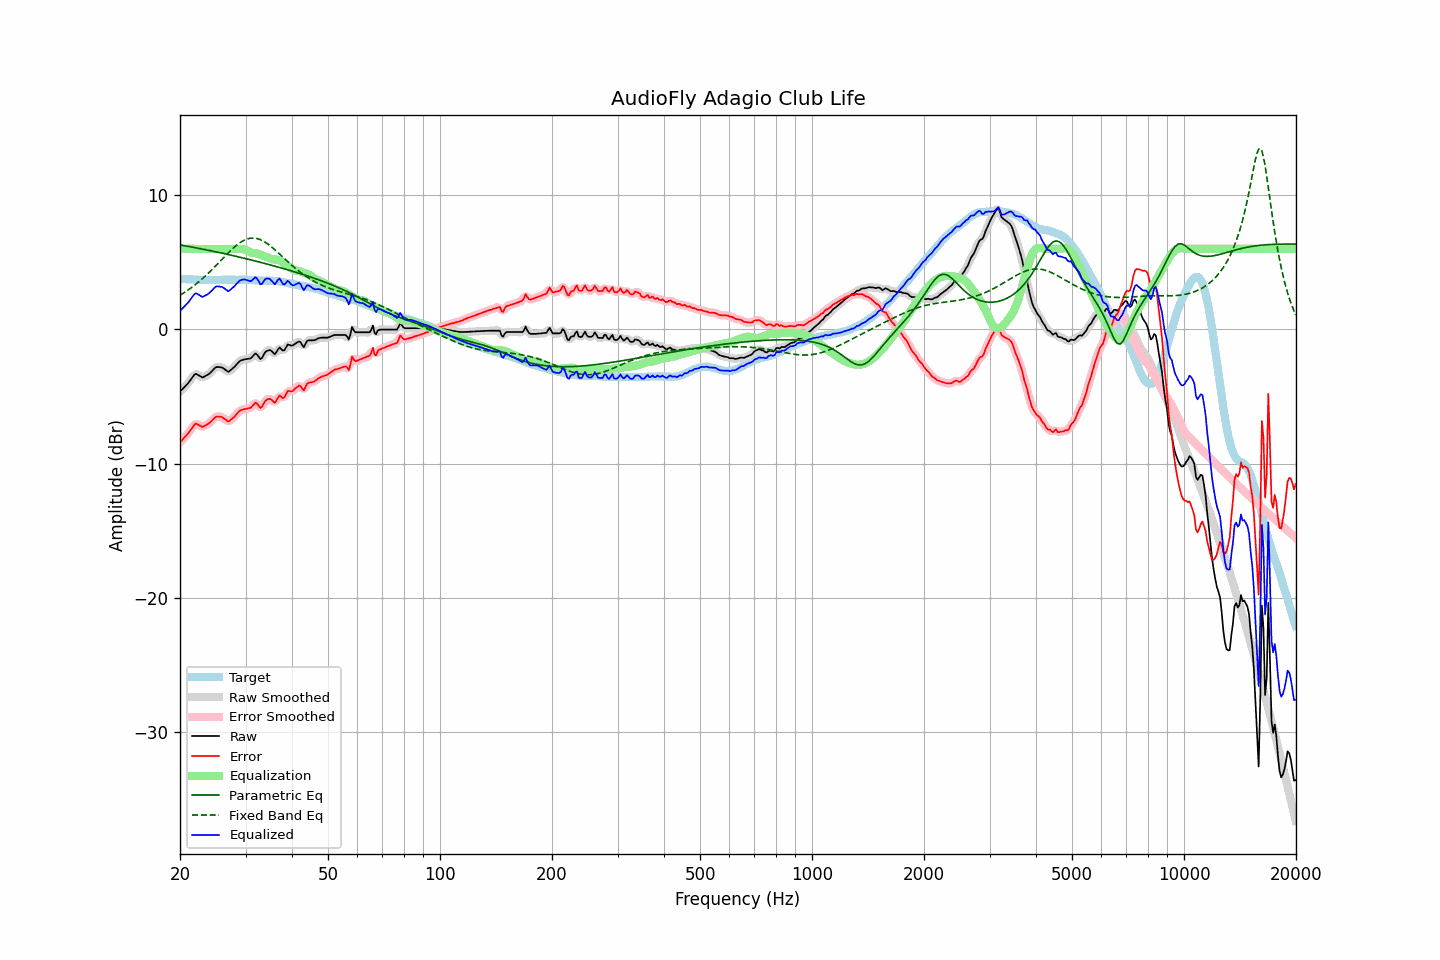 AudioFly Adagio Club Life
Amplitude (dBr)
10
0
−10
−20
−30
Target
Raw Smoothed
Error Smoothed
Raw
Error
Equalization
Parametric Eq
Fixed Band Eq
Equalized
20 50 100 200 500 1000 2000 5000 10000 20000
Frequency (Hz)